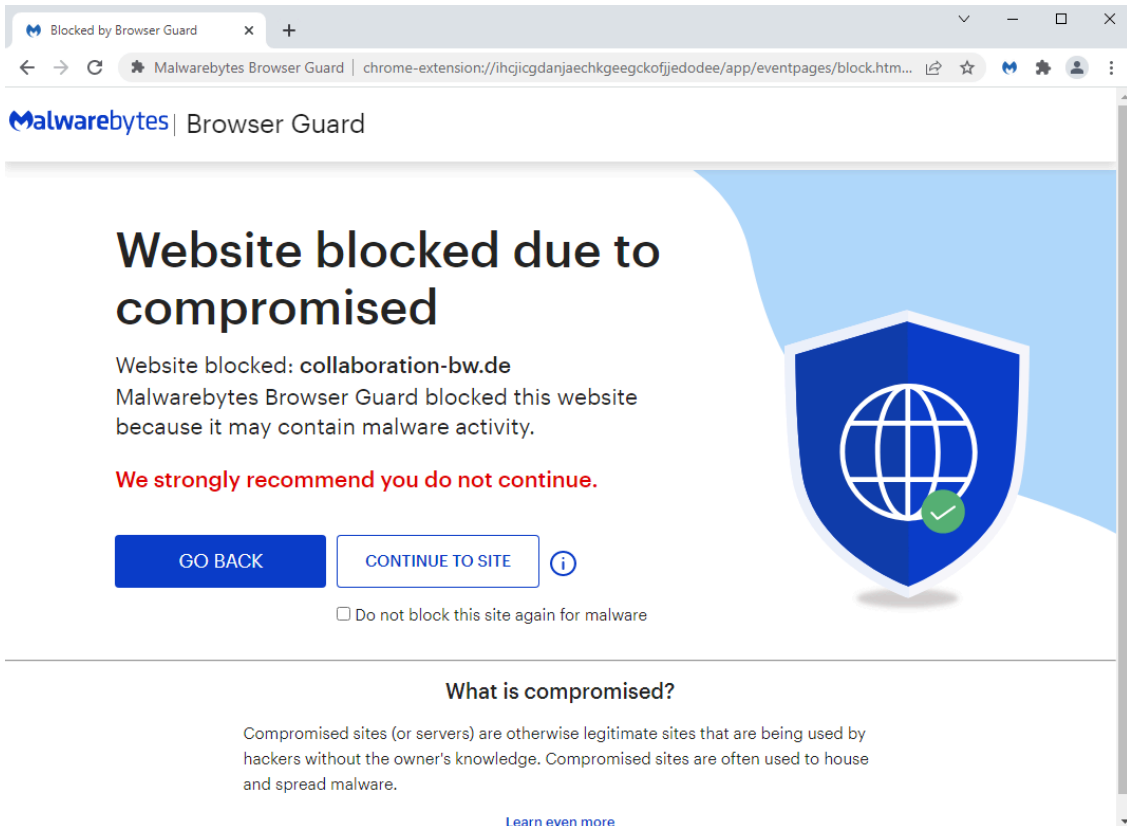 Blocked by Browser Guard
Malwarebytes Browser Guard | chrome-extension://ihcjicgdanjaechkgeegckofjjedodee/app/eventpages/block.htm...
Malwarebytes | Browser Guard
Website blocked due to
compromised
Website blocked: collaboration-bw.de
Malwarebytes Browser Guard blocked this website
because it may contain malware activity.
We strongly recommend you do not continue.
GO BACK
CONTINUE TO SITE
Do not block this site again for malware
What is compromised?
Compromised sites (or servers) are otherwise legitimate sites that are being used by
hackers without the owner's knowledge. Compromised sites are often used to house
and spread malware.
Learn even more